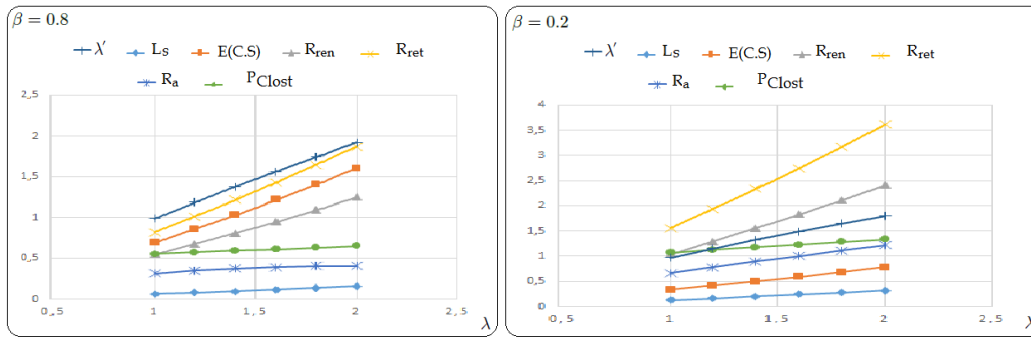 β = 0.8
λ′ Ls E(C.S) Rren Rret
Ra PClost
2,5
2
1,5
1
0,5
0
0,5 1 1,5 2 2,5
λ
β = 0.2
λ′ Ls E(C.S) Rren Rret
Ra PClost
4
3,5
3
2,5
2
1,5
1
0,5
0
0,5 1 1,5 2 2,5
λ